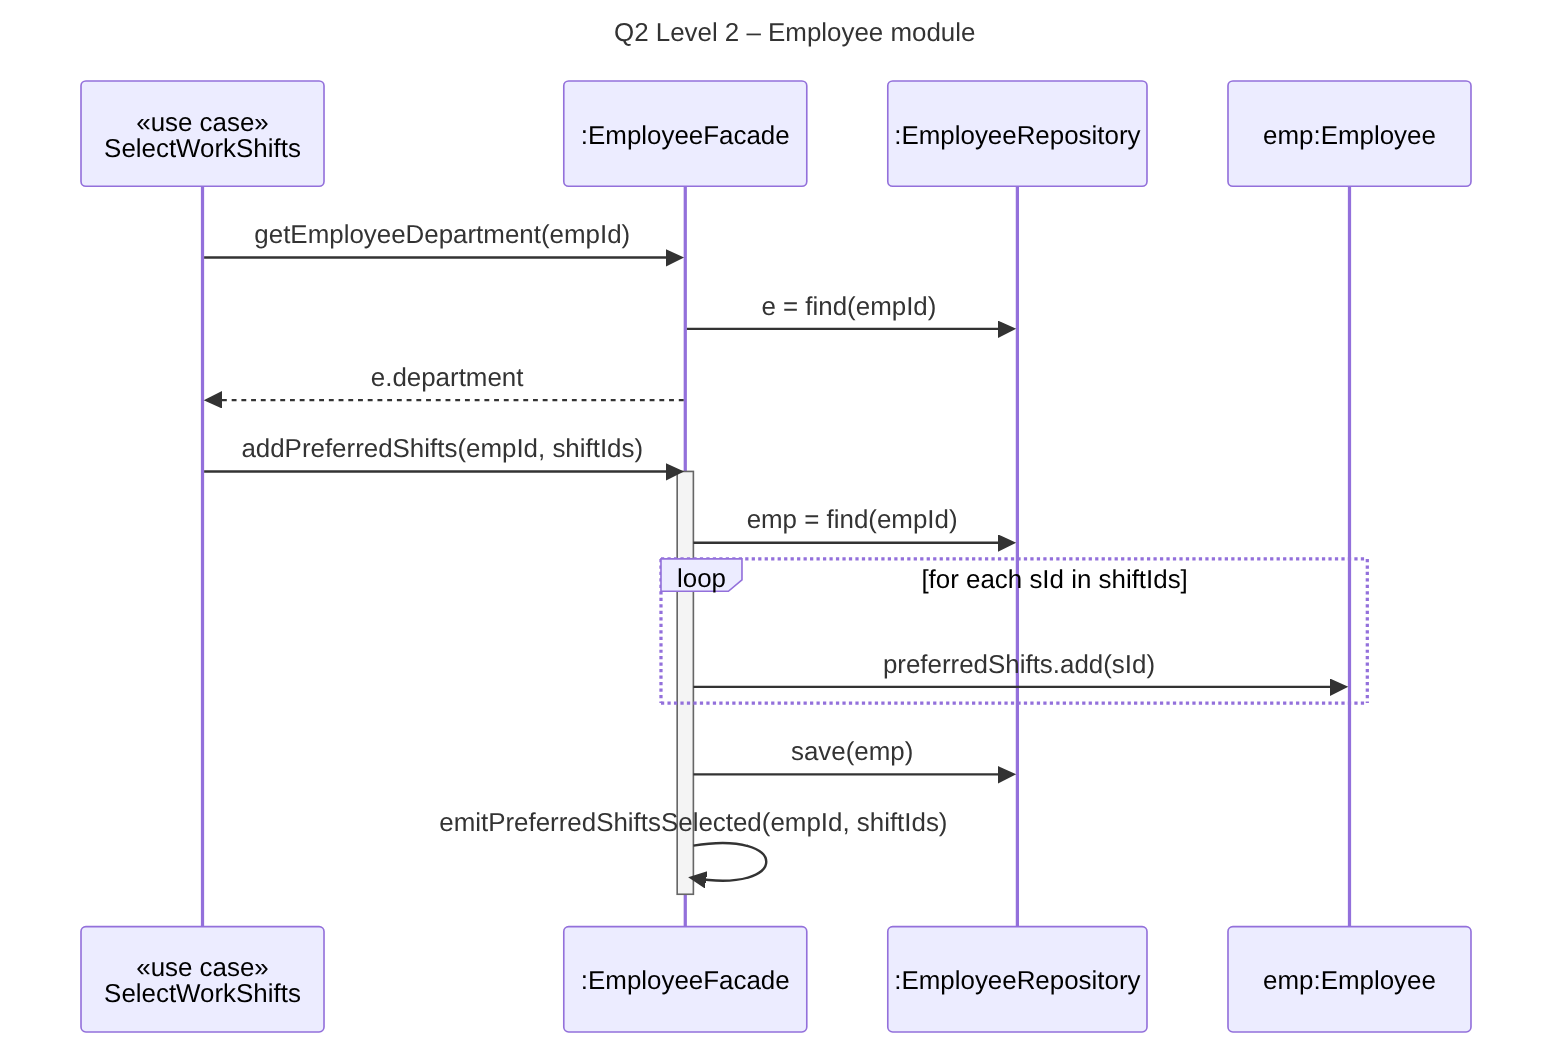 Q2 Level 2 – Employee module
«use case»
SelectWorkShifts
:EmployeeFacade
:EmployeeRepository
emp:Employee
getEmployeeDepartment(empId)
e = find(empId)
e.department
addPreferredShifts(empId, shiftIds)
emp = find(empId)
loop
[for each sId in shiftIds]
preferredShifts.add(sId)
save(emp)
emitPreferredShiftsSelected(empId, shiftIds)
«use case»
SelectWorkShifts
:EmployeeFacade
:EmployeeRepository
emp:Employee